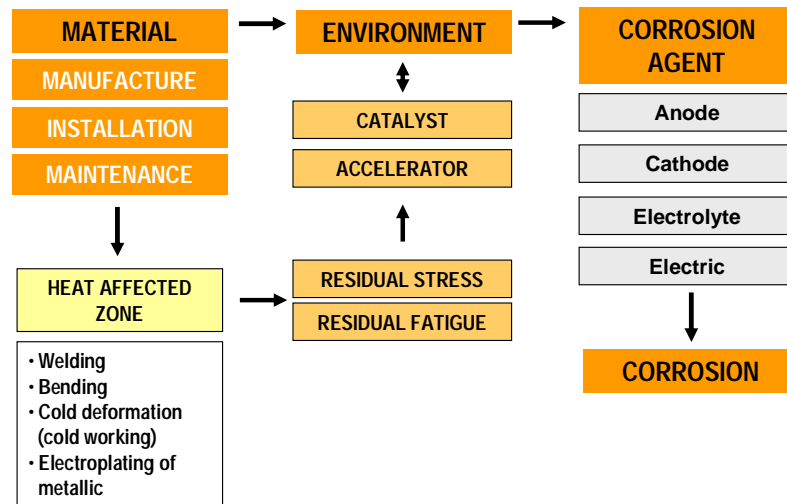 MATERIAL
MANUFACTURE
INSTALLATION
MAINTENANCE
HEAT AFFECTED
ZONE
• Welding
• Bending
• Cold deformation
(cold working)
• Electroplating of
metallic
ENVIRONMENT
CATALYST
ACCELERATOR
RESIDUAL STRESS
RESIDUAL FATIGUE
CORROSION
AGENT
Anode
Cathode
Electrolyte
Electric
CORROSION